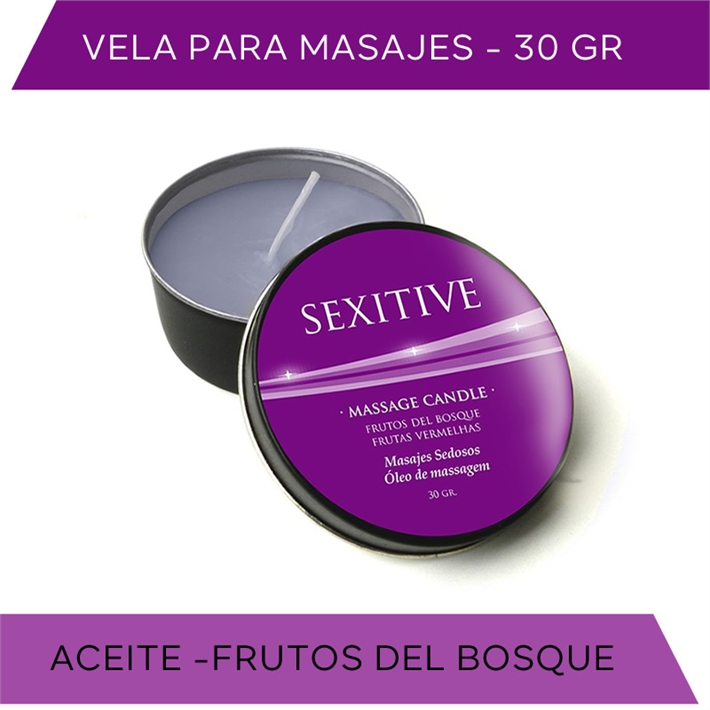 VELA PARA MASAJES - 30 GR
SEXITIVE
· MASSAGE CANDLE ·
FRUTOS DEL BOSQUE
FRUTAS VERMELHAS
Masajes Sedosos
Óleo de massagem
30 GR.
ACEITE -FRUTOS DEL BOSQUE